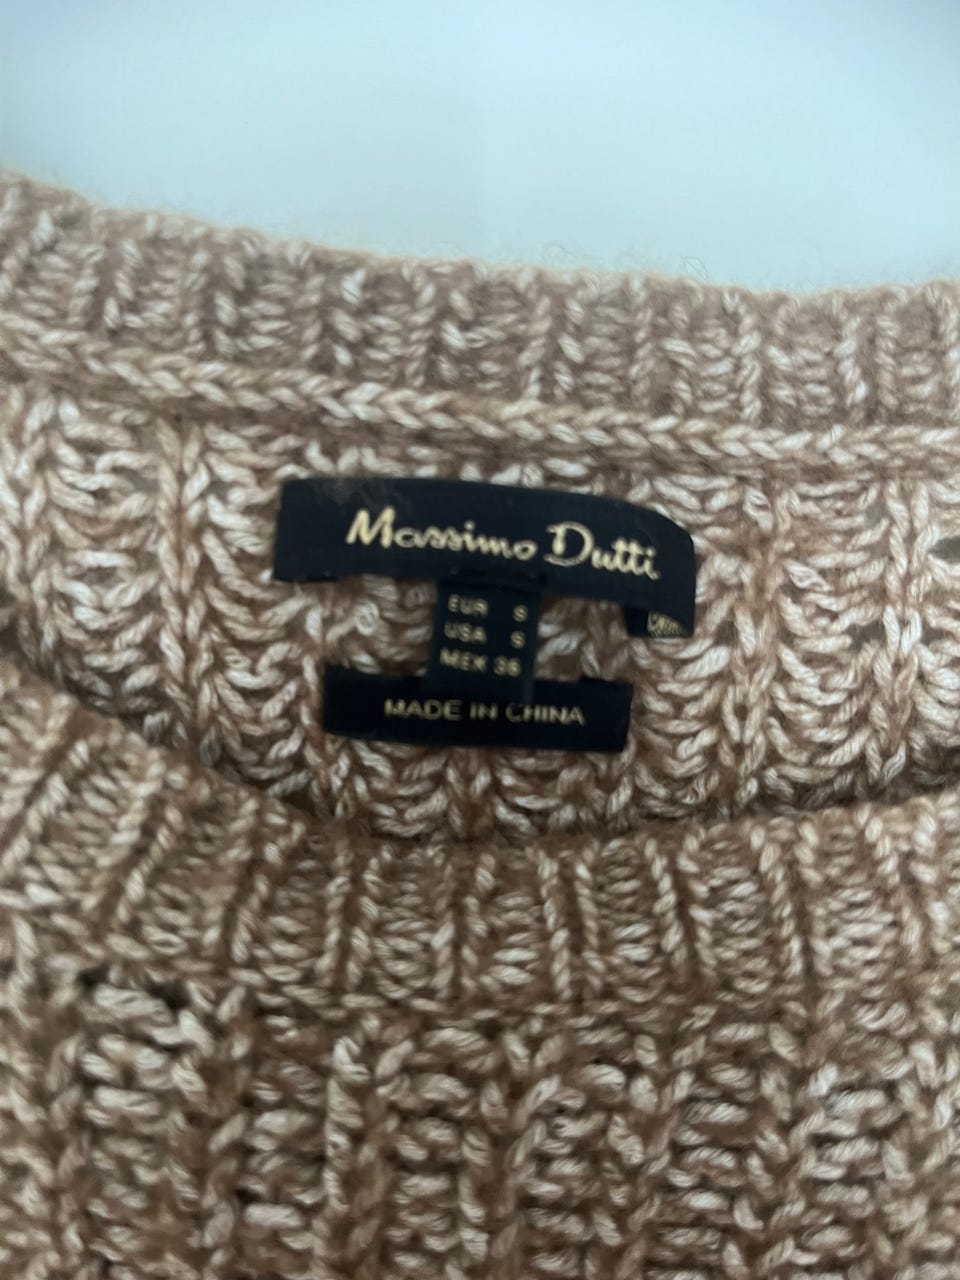 Massimo Dutti
EUR S
USA S
MEX 36
MADE IN CHINA